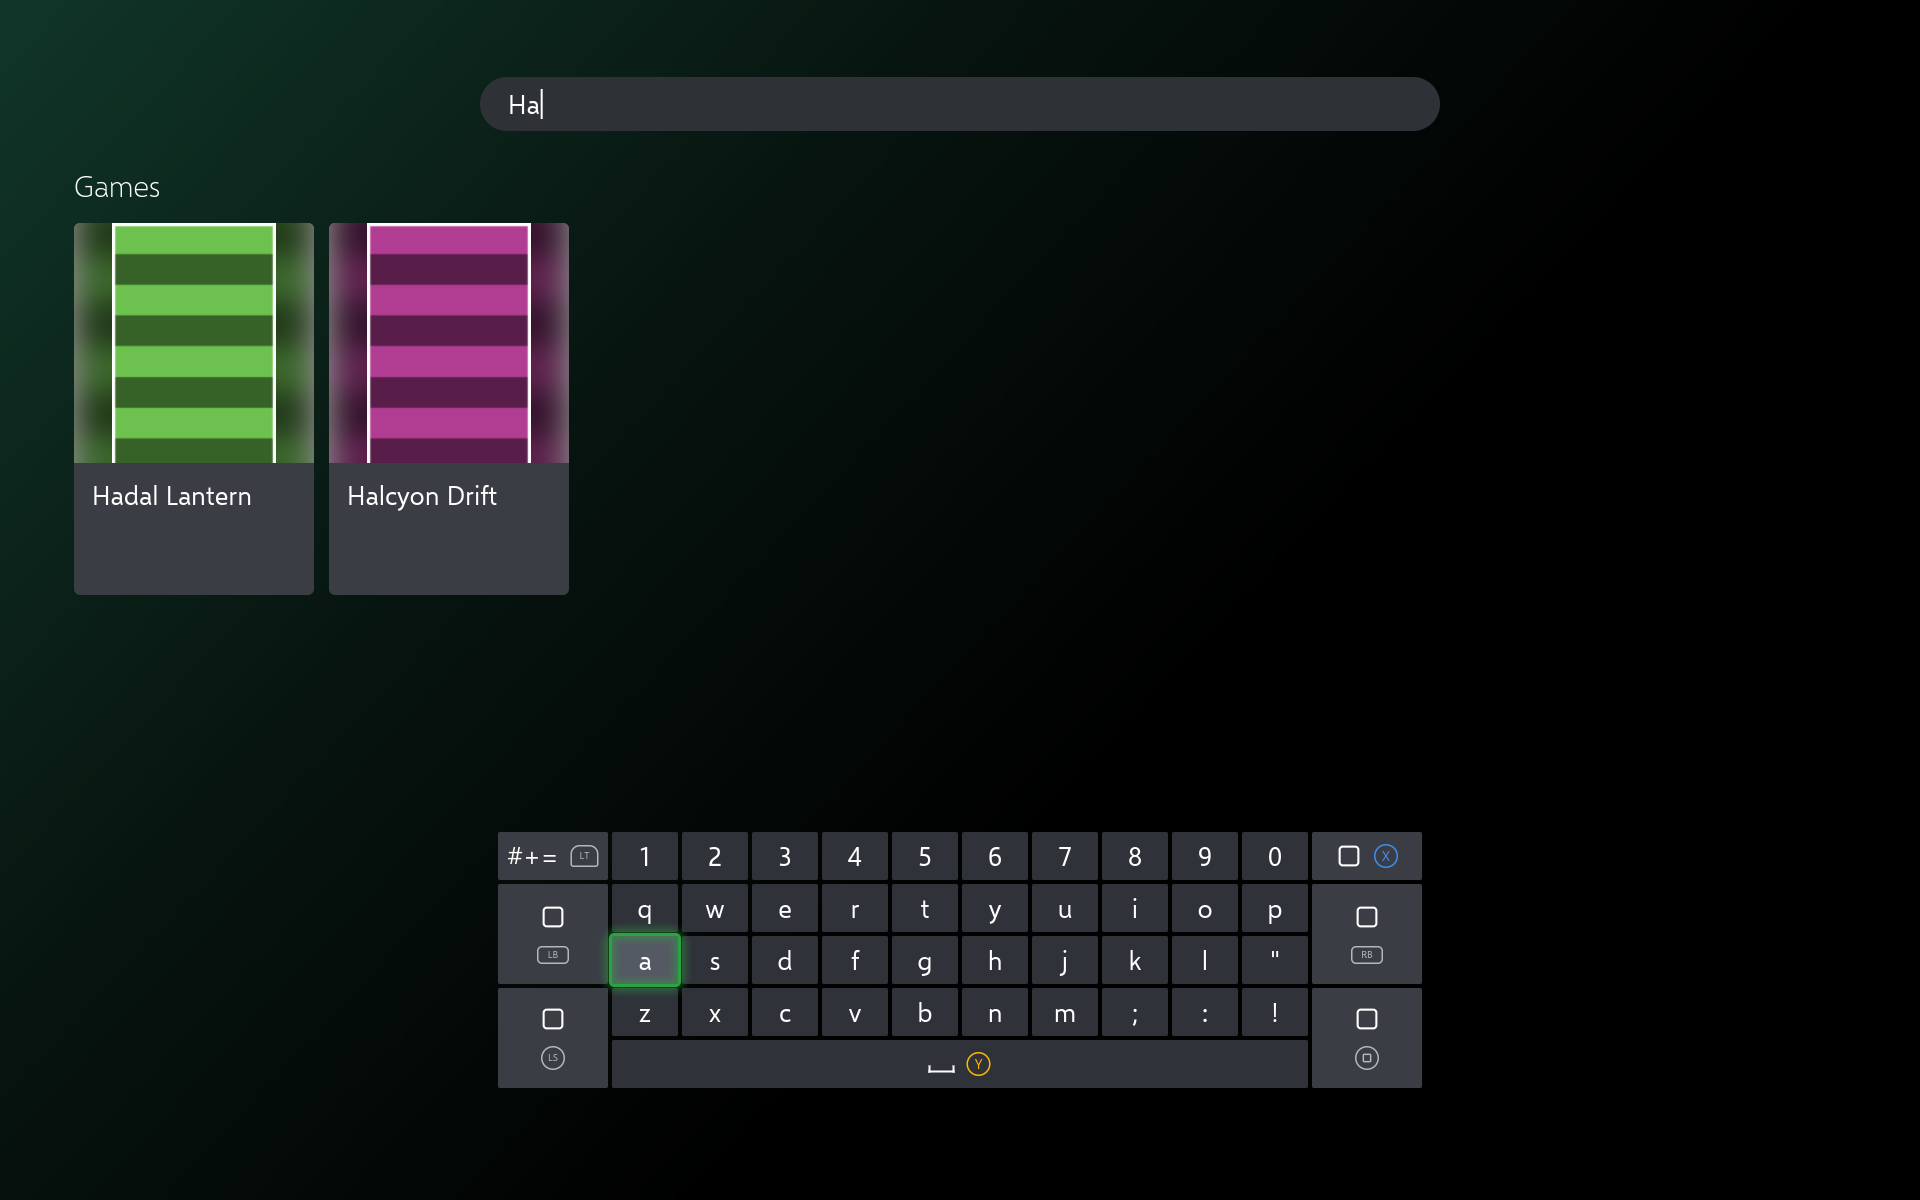 Ha
Games
Hadal Lantern
Halcyon Drift
#+= LT 1 2 3 4 5 6 7 8 9 0 X
q w e r t y u i o p
LB RB
a s d f g h j k l "
z x c v b n m ; : !
LS Y